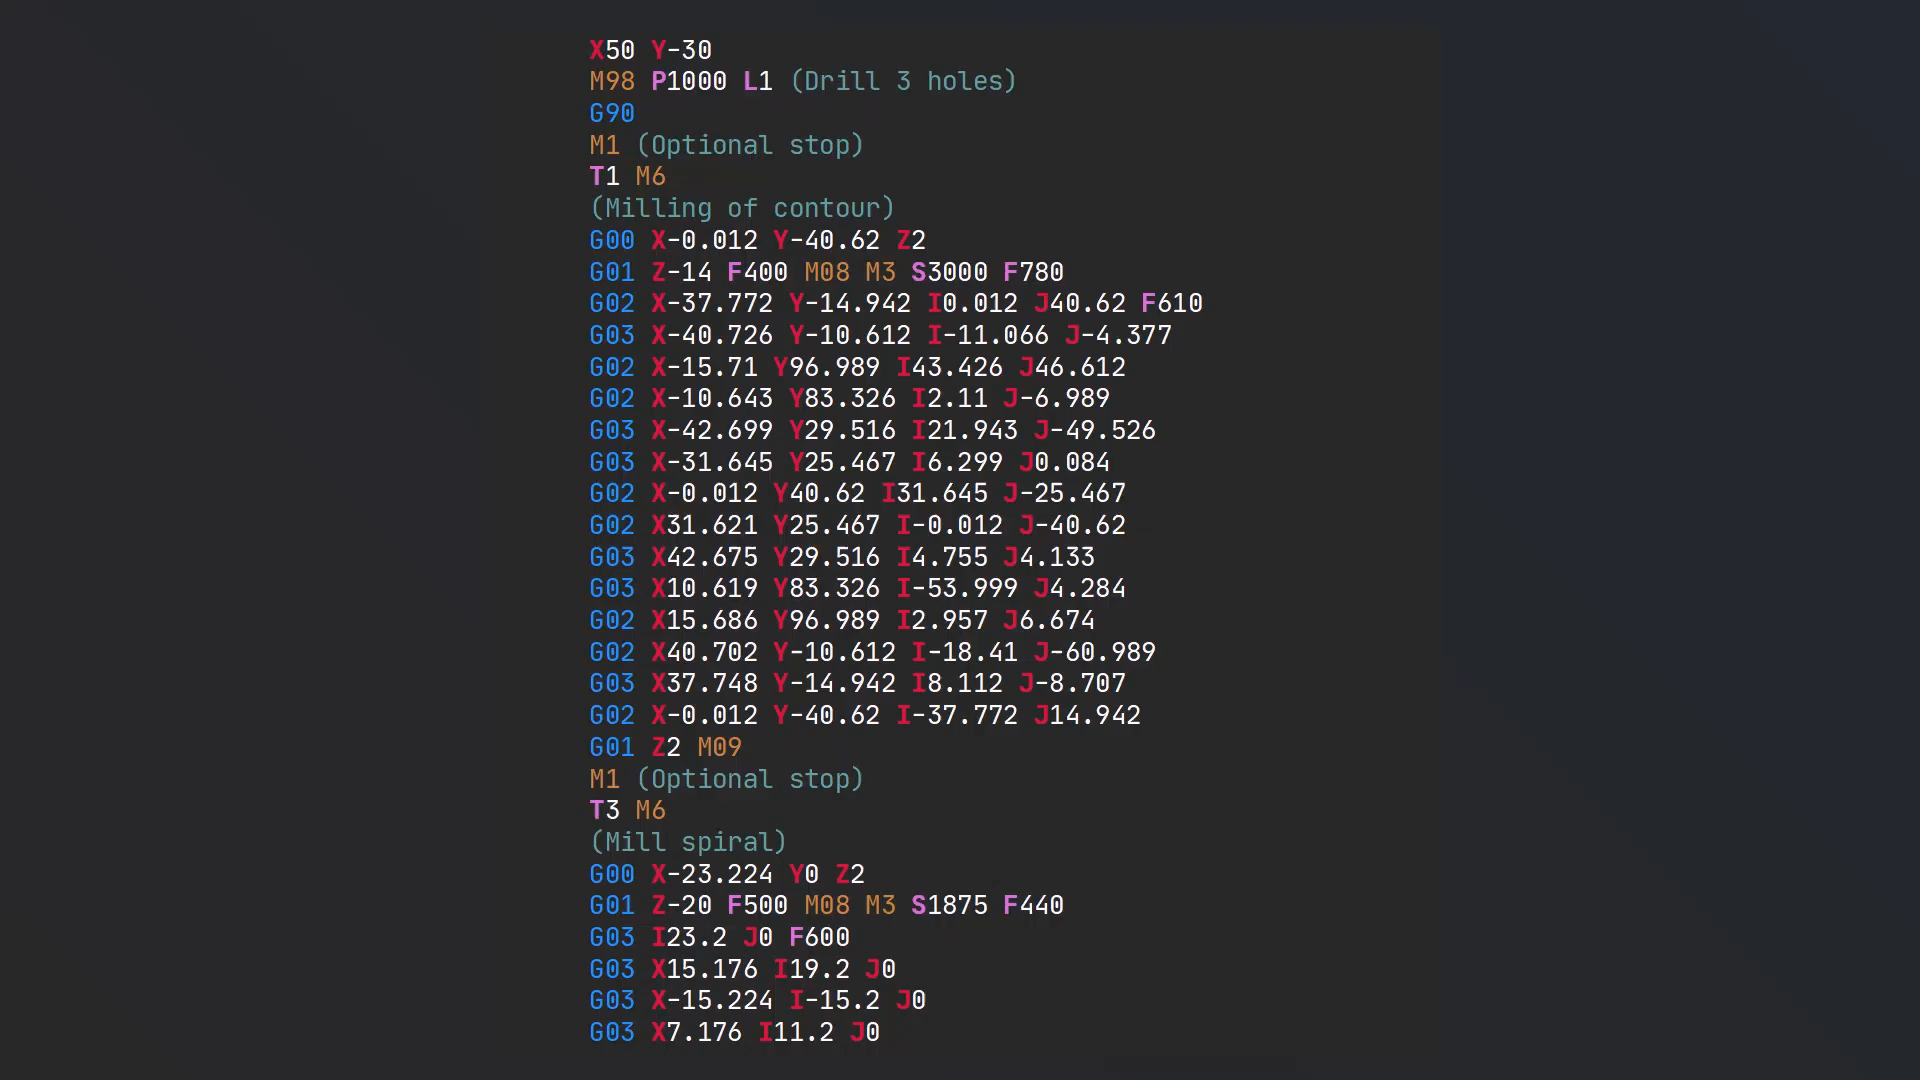 X50 Y-30
M98 P1000 L1 (Drill 3 holes)
G90
M1 (Optional stop)
T1 M6
(Milling of contour)
G00 X-0.012 Y-40.62 Z2
G01 Z-14 F400 M08 M3 S3000 F780
G02 X-37.772 Y-14.942 I0.012 J40.62 F610
G03 X-40.726 Y-10.612 I-11.066 J-4.377
G02 X-15.71 Y96.989 I43.426 J46.612
G02 X-10.643 Y83.326 I2.11 J-6.989
G03 X-42.699 Y29.516 I21.943 J-49.526
G03 X-31.645 Y25.467 I6.299 J0.084
G02 X-0.012 Y40.62 I31.645 J-25.467
G02 X31.621 Y25.467 I-0.012 J-40.62
G03 X42.675 Y29.516 I4.755 J4.133
G03 X10.619 Y83.326 I-53.999 J4.284
G02 X15.686 Y96.989 I2.957 J6.674
G02 X40.702 Y-10.612 I-18.41 J-60.989
G03 X37.748 Y-14.942 I8.112 J-8.707
G02 X-0.012 Y-40.62 I-37.772 J14.942
G01 Z2 M09
M1 (Optional stop)
T3 M6
(Mill spiral)
G00 X-23.224 Y0 Z2
G01 Z-20 F500 M08 M3 S1875 F440
G03 I23.2 J0 F600
G03 X15.176 I19.2 J0
G03 X-15.224 I-15.2 J0
G03 X7.176 I11.2 J0